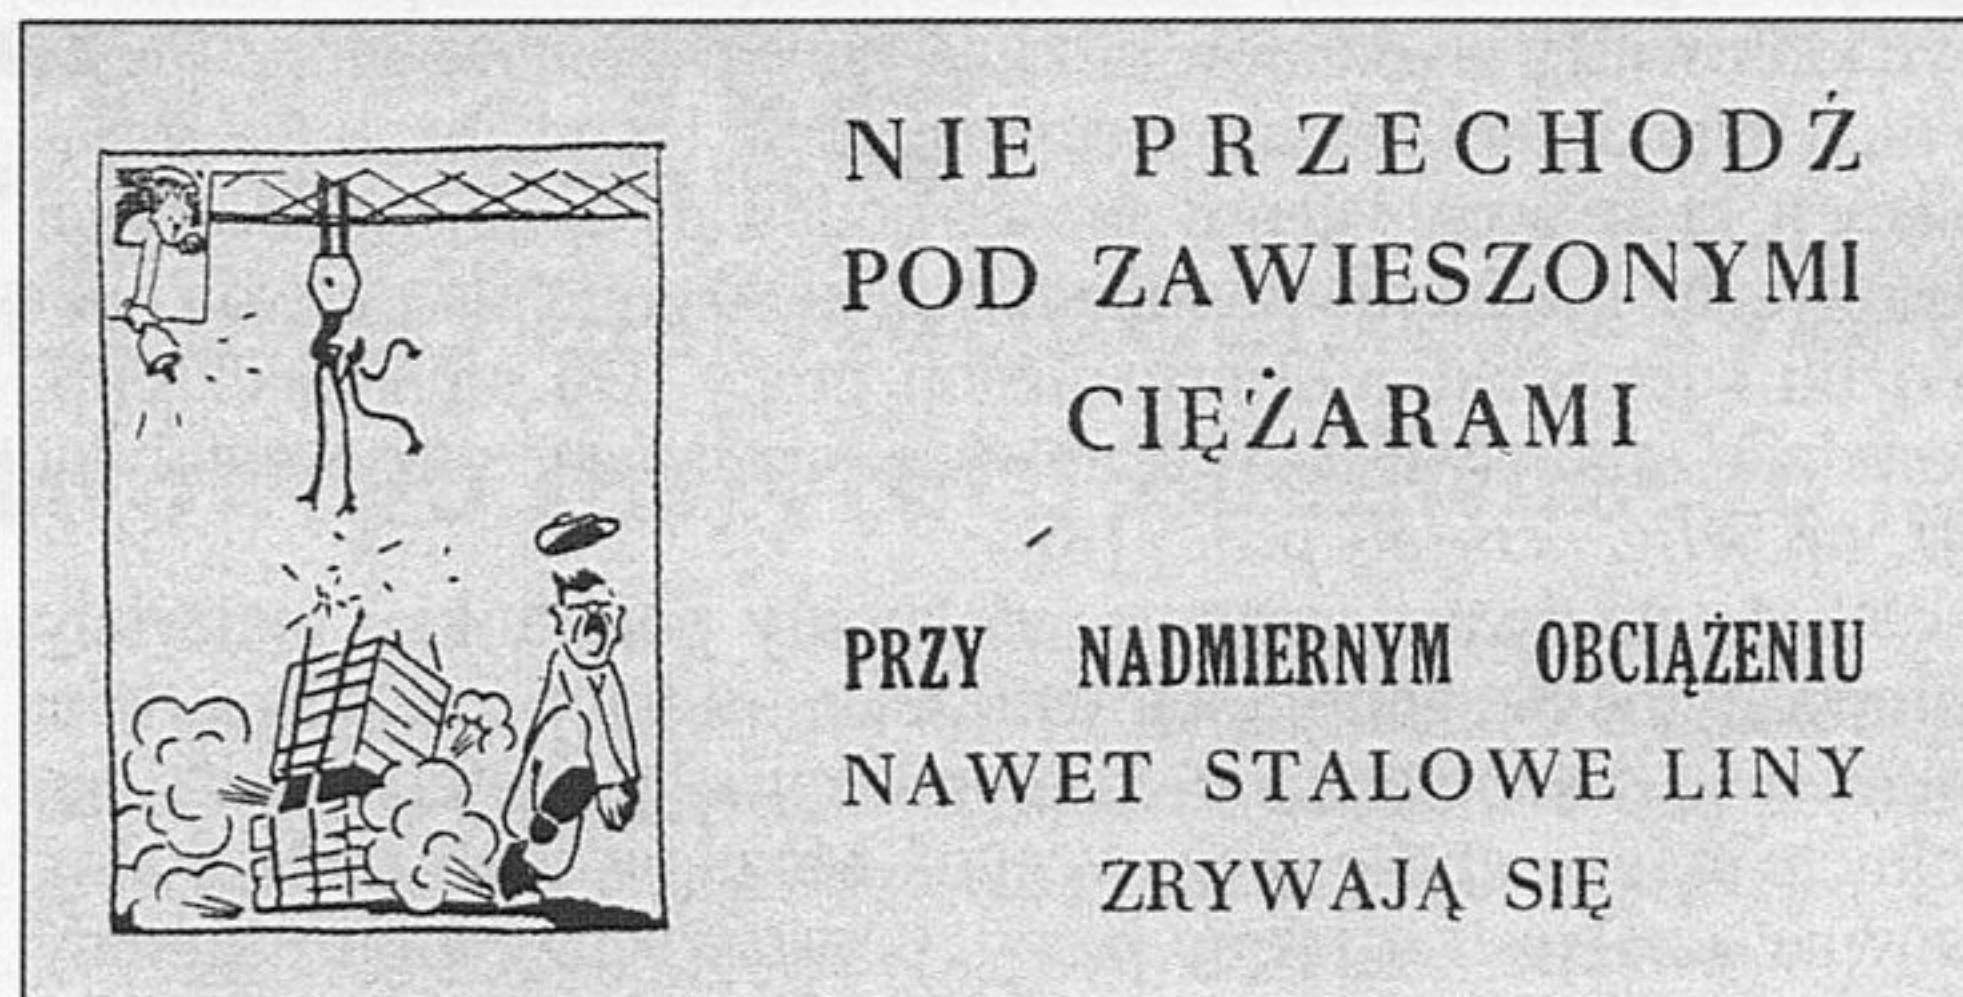 NIE PRZECHODŹ
POD ZAWIESZONYMI
CIĘŻARAMI
PRZY NADMIERNYM OBCIĄŻENIU
NAWET STALOWE LINY
ZRYWAJĄ SIĘ